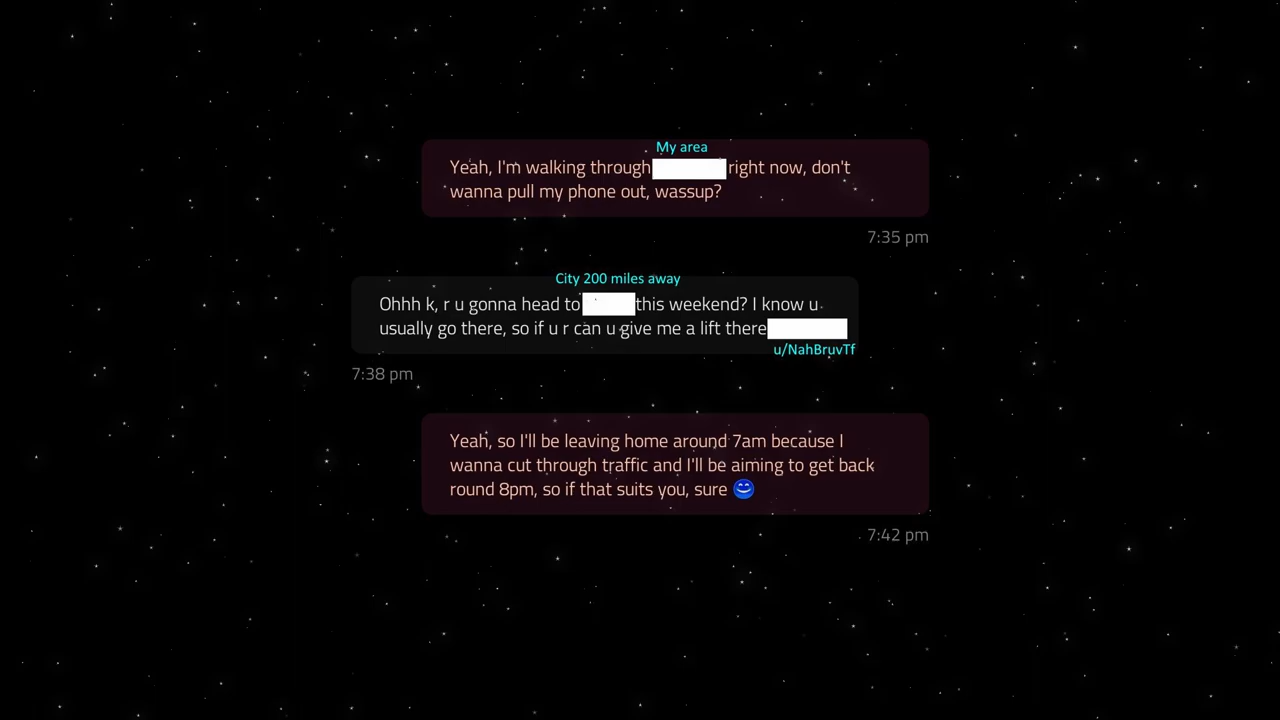 My area
Yeah, I'm walking through right now, don't
wanna pull my phone out, wassup?
7:35 pm
City 200 miles away
Ohhh k, r u gonna head to this weekend? I know u
usually go there, so if u r can u give me a lift there
u/NahBruvTf
7:38 pm
Yeah, so I'll be leaving home around 7am because I
wanna cut through traffic and I'll be aiming to get back
round 8pm, so if that suits you, sure 😊
7:42 pm